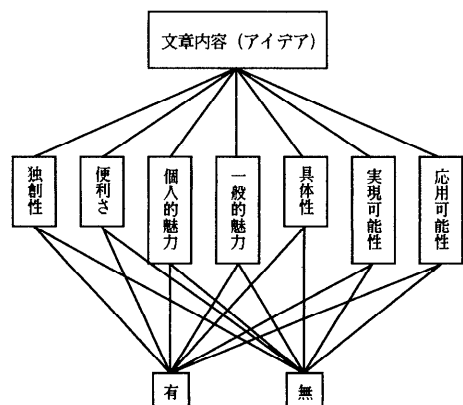 文章内容（アイデア）
独創性
便利さ
個人的魅力
一般的魅力
具体性
実現可能性
応用可能性
有
無